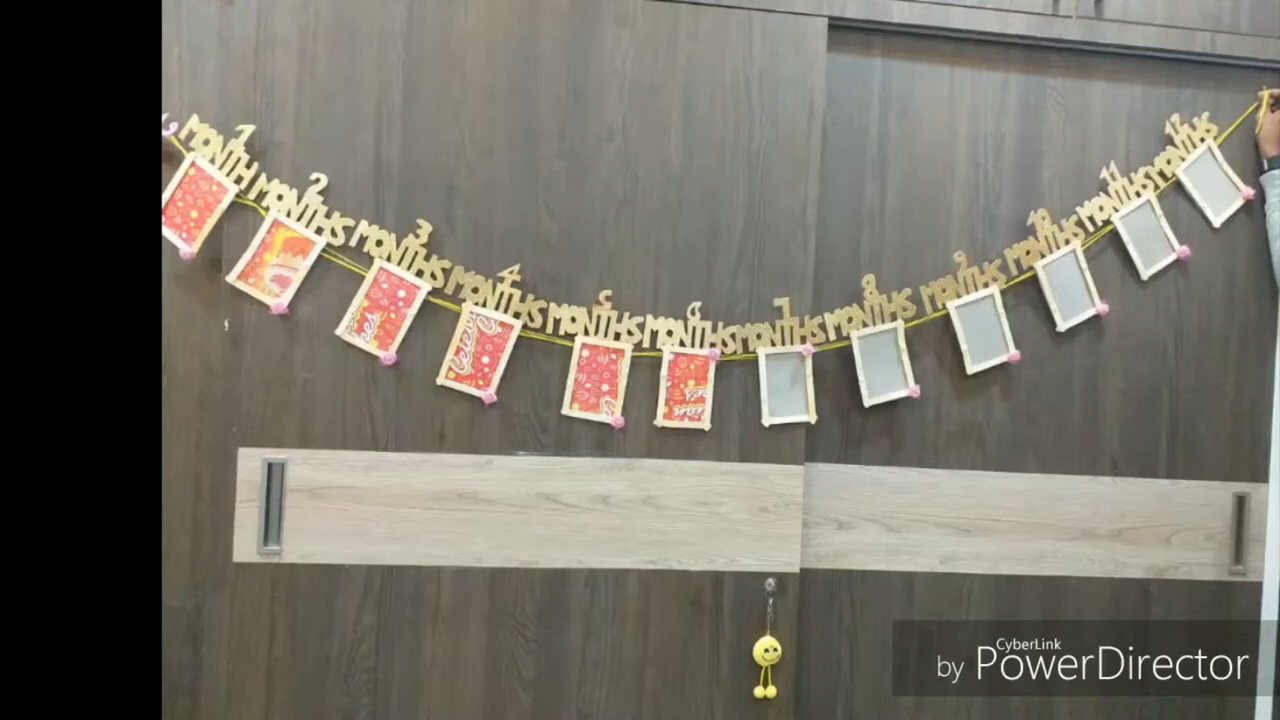 1 MONTH
2 MONTHS
3 MONTHS
4 MONTHS
5 MONTHS
6 MONTHS
7 MONTHS
8 MONTHS
9 MONTHS
10 MONTHS
11 MONTHS
12 MONTHS
CyberLink
by PowerDirector